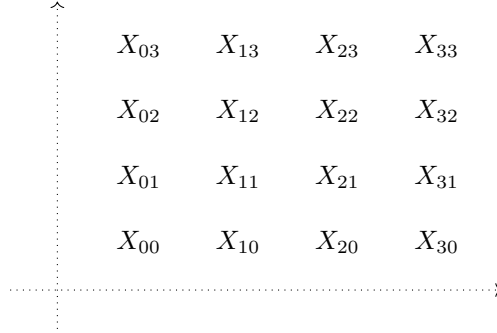 X₀₃ X₁₃ X₂₃ X₃₃
X₀₂ X₁₂ X₂₂ X₃₂
X₀₁ X₁₁ X₂₁ X₃₁
X₀₀ X₁₀ X₂₀ X₃₀